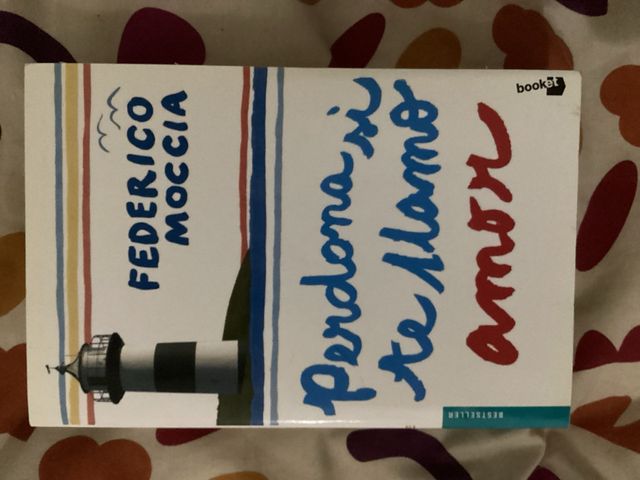 FEDERICO
MOCCIA
Perdona si
te llamo
amor
booket
BESTSELLER